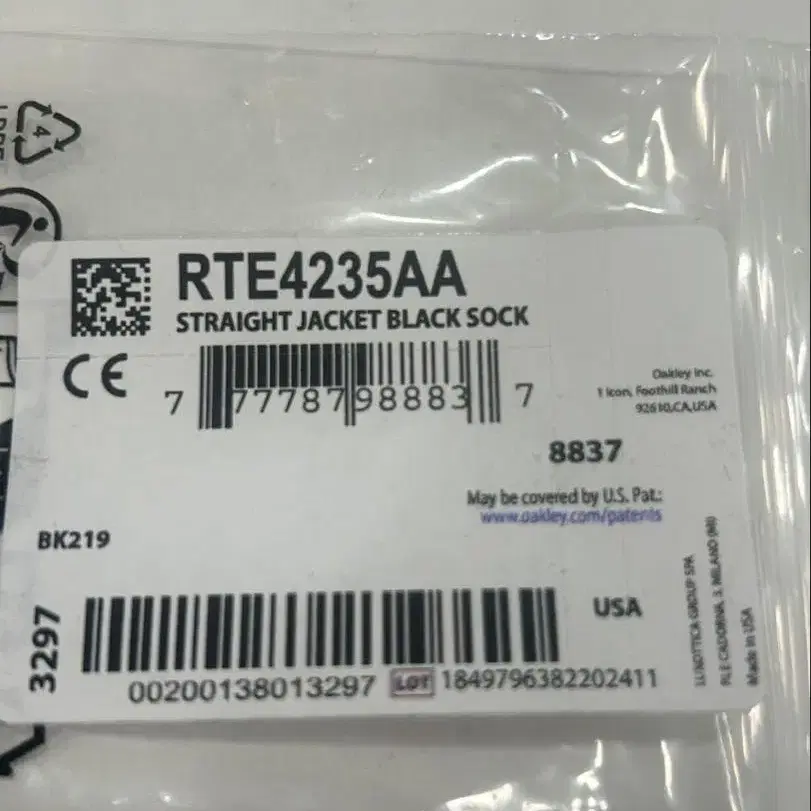 4
RTE4235AA
STRAIGHT JACKET BLACK SOCK
CE
7 77787 98883 7
Oakley Inc.
1 Icon, Foothill Ranch
92610,CA,USA
8837
May be covered by U.S. Pat.:
www.oakley.com/patents
BK219
3297
USA
00200138013297 LOT 1849796382202411
LUXOTTICA GROUP SPA
PLE CADORNA, 3, MILANO (MI)
Made In USA